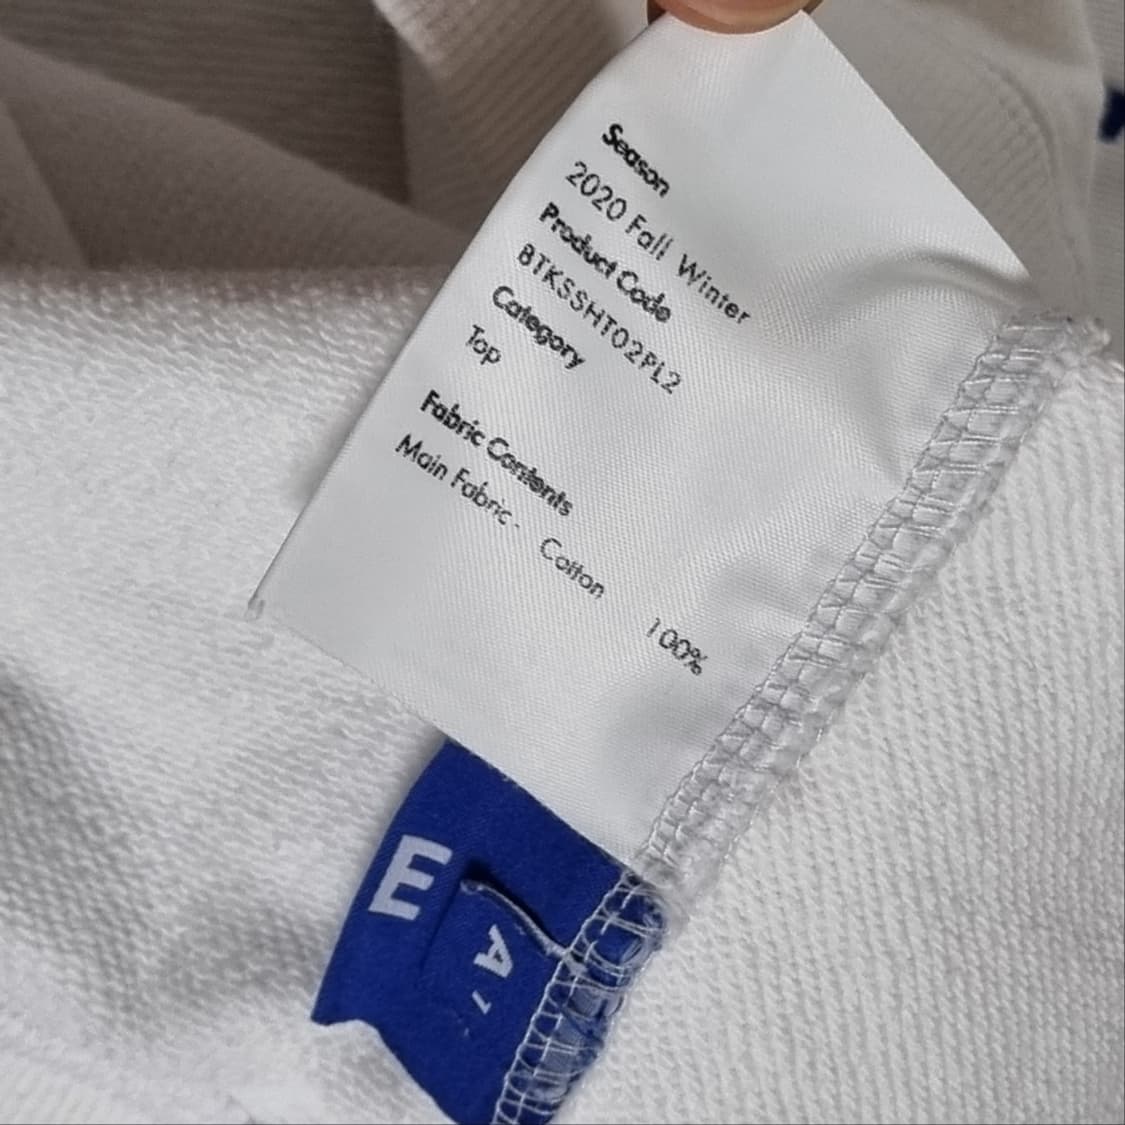 Season
2020 Fall Winter
Product Code
BTKSSHT02PL2
Category
Top
Fabric Contents
Main Fabric - Cotton 100%
E
A